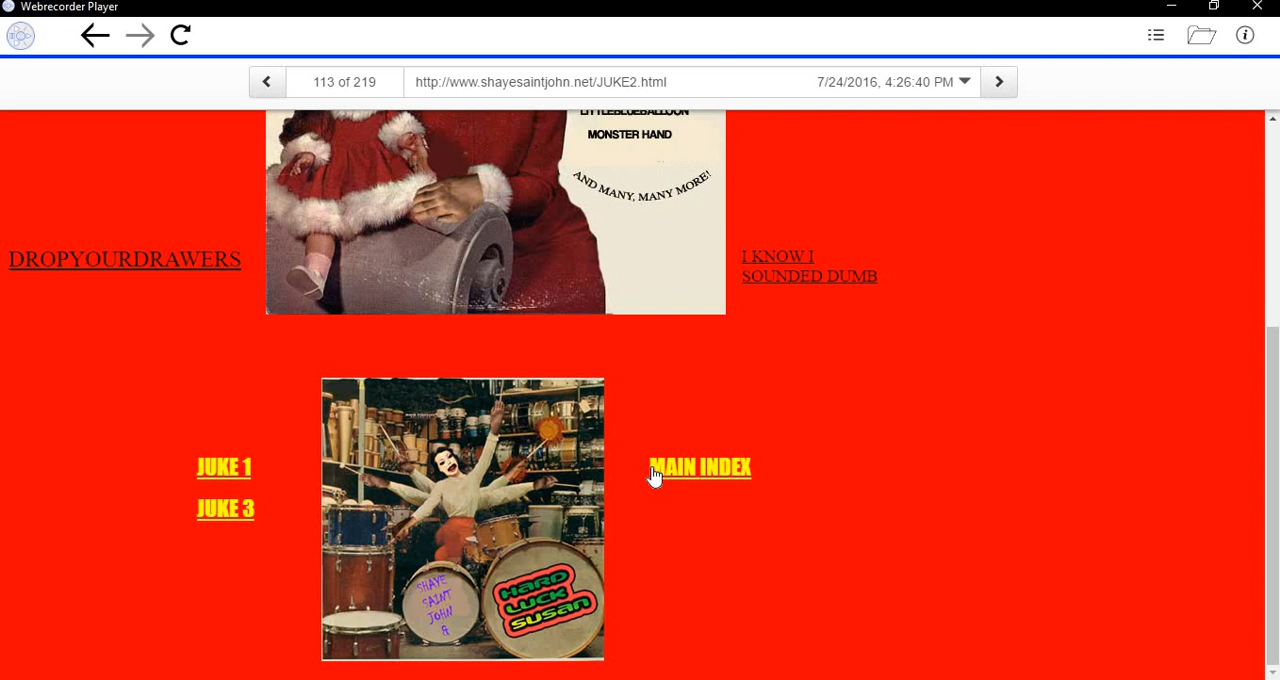 Webrecorder Player
113 of 219
http://www.shayesaintjohn.net/JUKE2.html
7/24/2016, 4:26:40 PM
LITTLEBLUEBALLOON
MONSTER HAND
AND MANY, MANY MORE!
DROPYOURDRAWERS
I KNOW I
SOUNDED DUMB
JUKE 1
MAIN INDEX
JUKE 3
SHAYE
SAINT
JOHN
&
HARD
LUCK
SUSAN